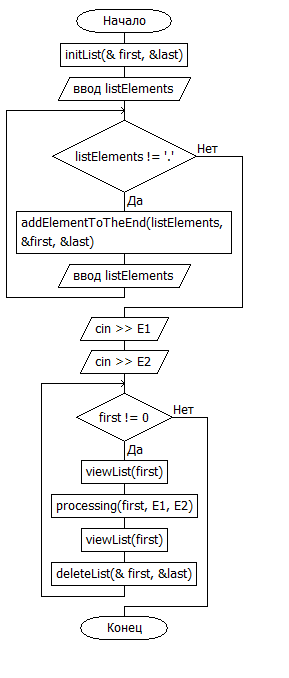 Начало
initList(& first, &last)
ввод listElements
listElements != '.'
Нет
Да
addElementToTheEnd(listElements,
&first, &last)
ввод listElements
cin >> E1
cin >> E2
first != 0
Нет
Да
viewList(first)
processing(first, E1, E2)
viewList(first)
deleteList(& first, &last)
Конец